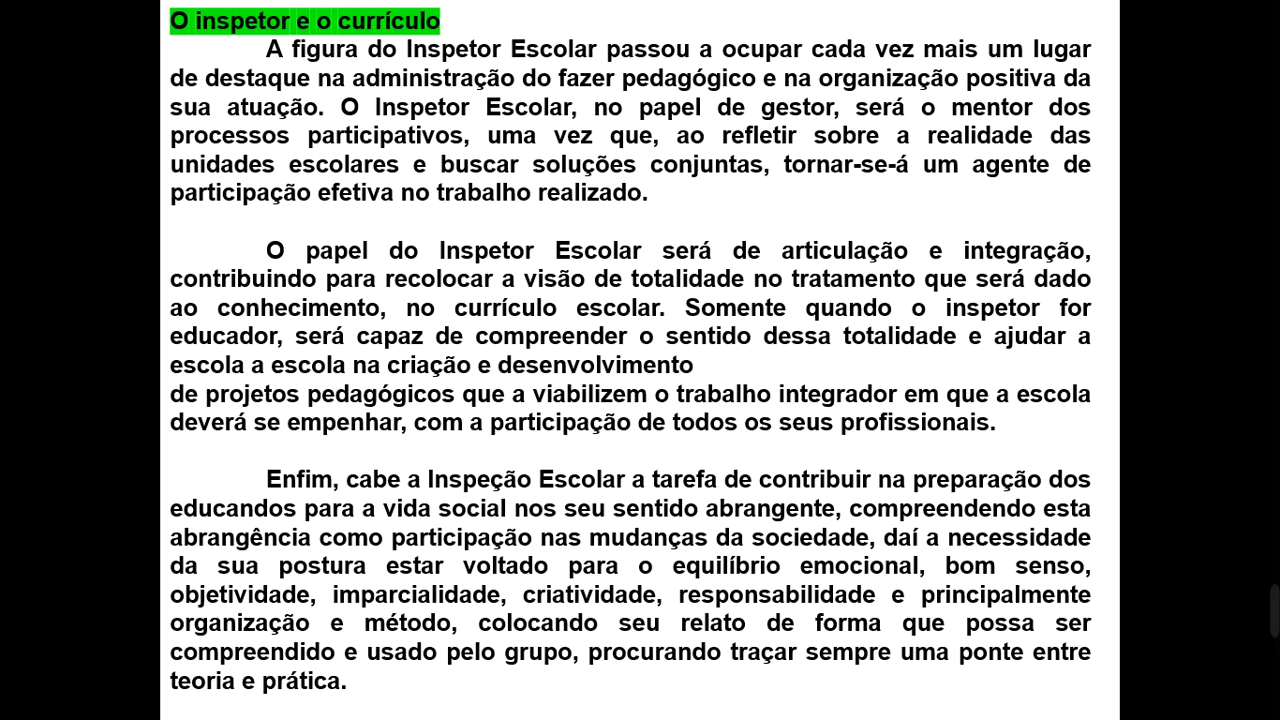 O inspetor e o currículo
A figura do Inspetor Escolar passou a ocupar cada vez mais um lugar
de destaque na administração do fazer pedagógico e na organização positiva da
sua atuação. O Inspetor Escolar, no papel de gestor, será o mentor dos
processos participativos, uma vez que, ao refletir sobre a realidade das
unidades escolares e buscar soluções conjuntas, tornar-se-á um agente de
participação efetiva no trabalho realizado.
O papel do Inspetor Escolar será de articulação e integração,
contribuindo para recolocar a visão de totalidade no tratamento que será dado
ao conhecimento, no currículo escolar. Somente quando o inspetor for
educador, será capaz de compreender o sentido dessa totalidade e ajudar a
escola a escola na criação e desenvolvimento
de projetos pedagógicos que a viabilizem o trabalho integrador em que a escola
deverá se empenhar, com a participação de todos os seus profissionais.
Enfim, cabe a Inspeção Escolar a tarefa de contribuir na preparação dos
educandos para a vida social nos seu sentido abrangente, compreendendo esta
abrangência como participação nas mudanças da sociedade, daí a necessidade
da sua postura estar voltado para o equilíbrio emocional, bom senso,
objetividade, imparcialidade, criatividade, responsabilidade e principalmente
organização e método, colocando seu relato de forma que possa ser
compreendido e usado pelo grupo, procurando traçar sempre uma ponte entre
teoria e prática.